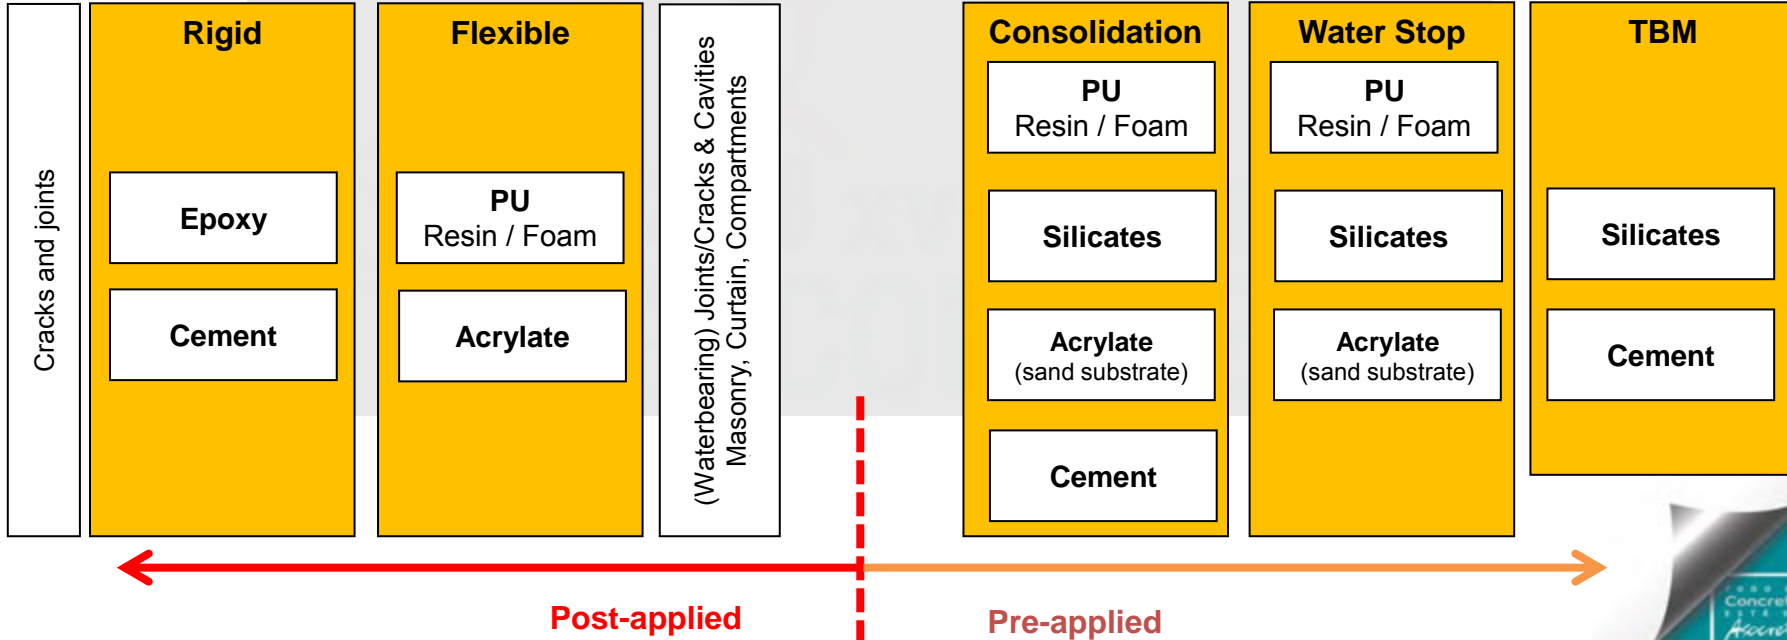 Cracks and joints
Rigid
Epoxy
Cement
Flexible
PU
Resin / Foam
Acrylate
(Waterbearing) Joints/Cracks & Cavities
Masonry, Curtain, Compartments
Consolidation
PU
Resin / Foam
Silicates
Acrylate
(sand substrate)
Cement
Water Stop
PU
Resin / Foam
Silicates
Acrylate
(sand substrate)
TBM
Silicates
Cement
Post-applied
Pre-applied